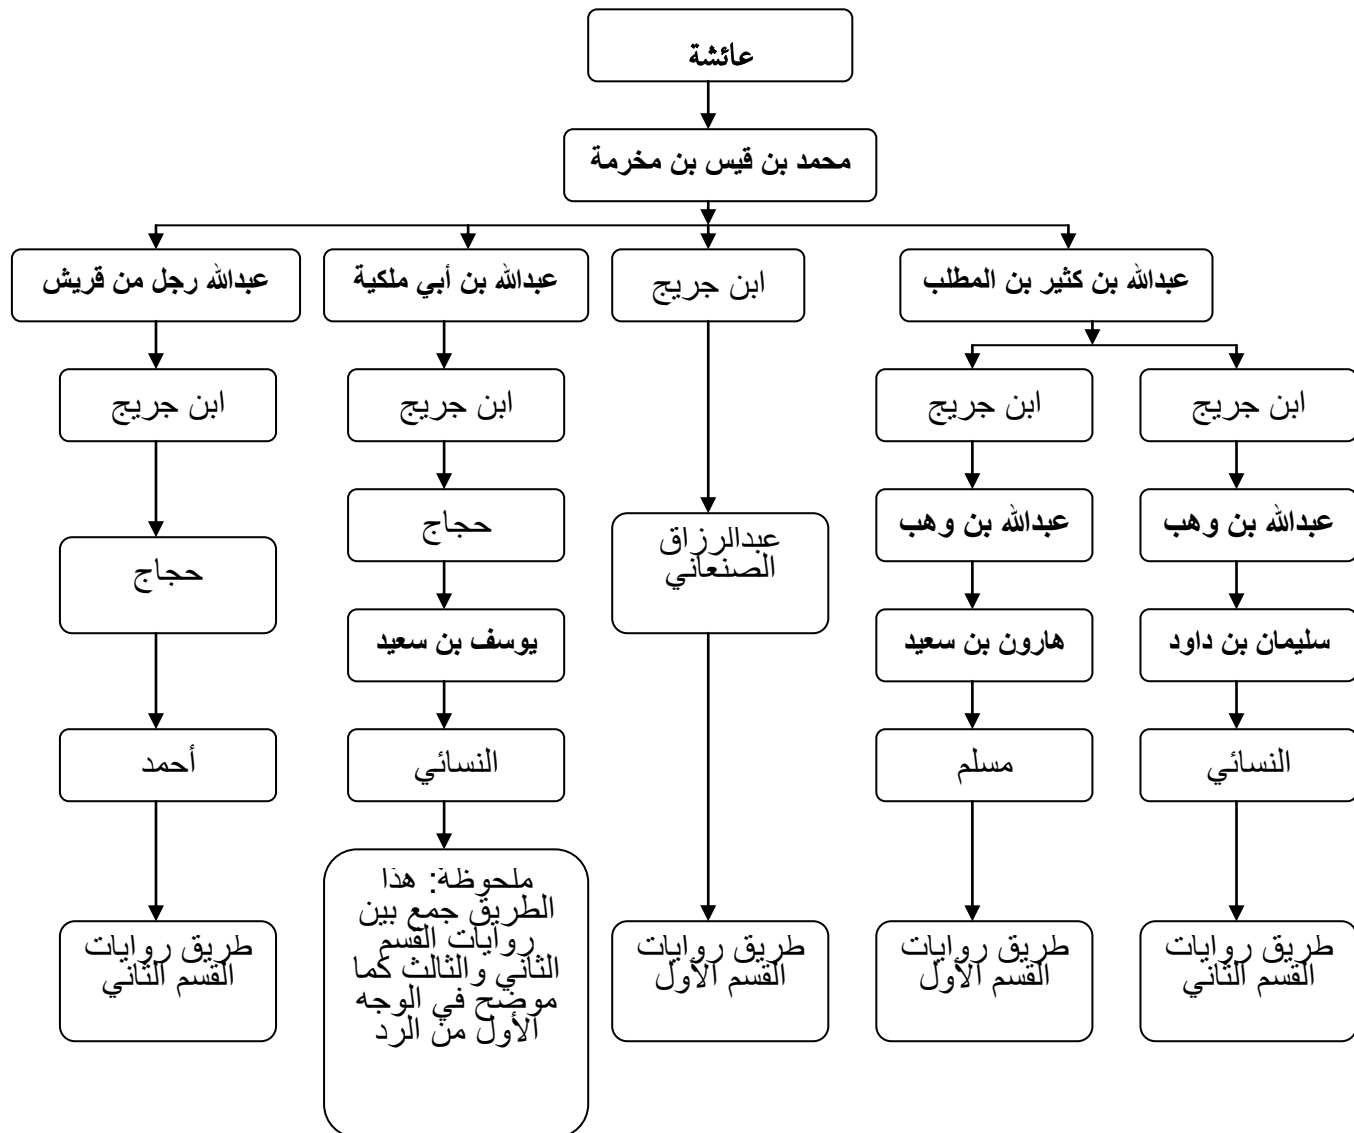 عائشة
محمد بن قيس بن مخرمة
عبدالله بن كثير بن المطلب
ابن جريج
عبدالله بن أبي ملكية
عبدالله رجل من قريش
ابن جريج
ابن جريج
ابن جريج
ابن جريج
عبدالله بن وهب
عبدالله بن وهب
عبدالرزاق
الصنعاني
حجاج
حجاج
سليمان بن داود
هارون بن سعيد
يوسف بن سعيد
النسائي
مسلم
النسائي
أحمد
طريق روايات
القسم الثاني
طريق روايات
القسم الأول
طريق روايات
القسم الأول
ملحوظة: هذا
الطريق جمع بين
روايات القسم
الثاني والثالث كما
موضح في الوجه
الأول من الرد
طريق روايات
القسم الثاني